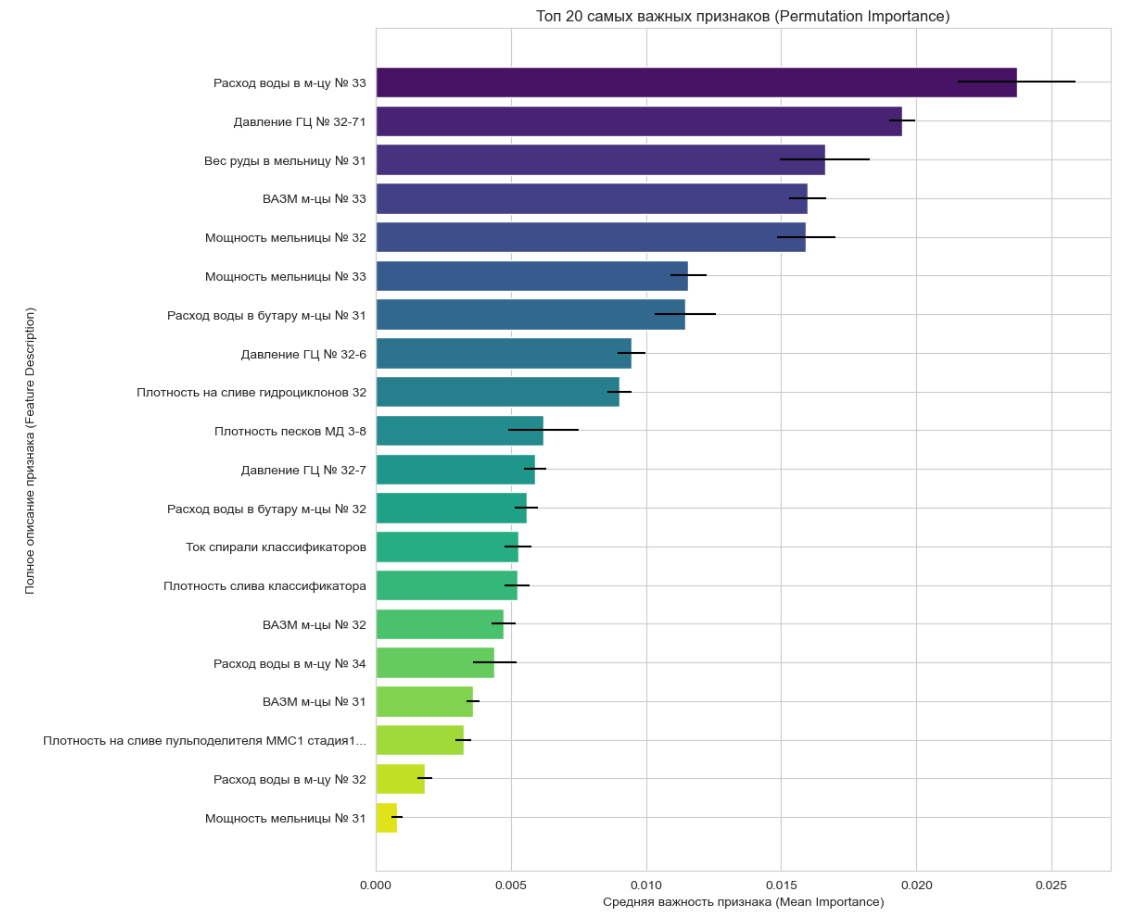 Топ 20 самых важных признаков (Permutation Importance)
Полное описание признака (Feature Description)
Расход воды в м-цу № 33
Давление ГЦ № 32-71
Вес руды в мельницу № 31
ВАЗМ м-цы № 33
Мощность мельницы № 32
Мощность мельницы № 33
Расход воды в бутару м-цы № 31
Давление ГЦ № 32-6
Плотность на сливе гидроциклонов 32
Плотность песков МД 3-8
Давление ГЦ № 32-7
Расход воды в бутару м-цы № 32
Ток спирали классификаторов
Плотность слива классификатора
ВАЗМ м-цы № 32
Расход воды в м-цу № 34
ВАЗМ м-цы № 31
Плотность на сливе пульподелителя ММС1 стадия1...
Расход воды в м-цу № 32
Мощность мельницы № 31
0.000 0.005 0.010 0.015 0.020 0.025
Средняя важность признака (Mean Importance)